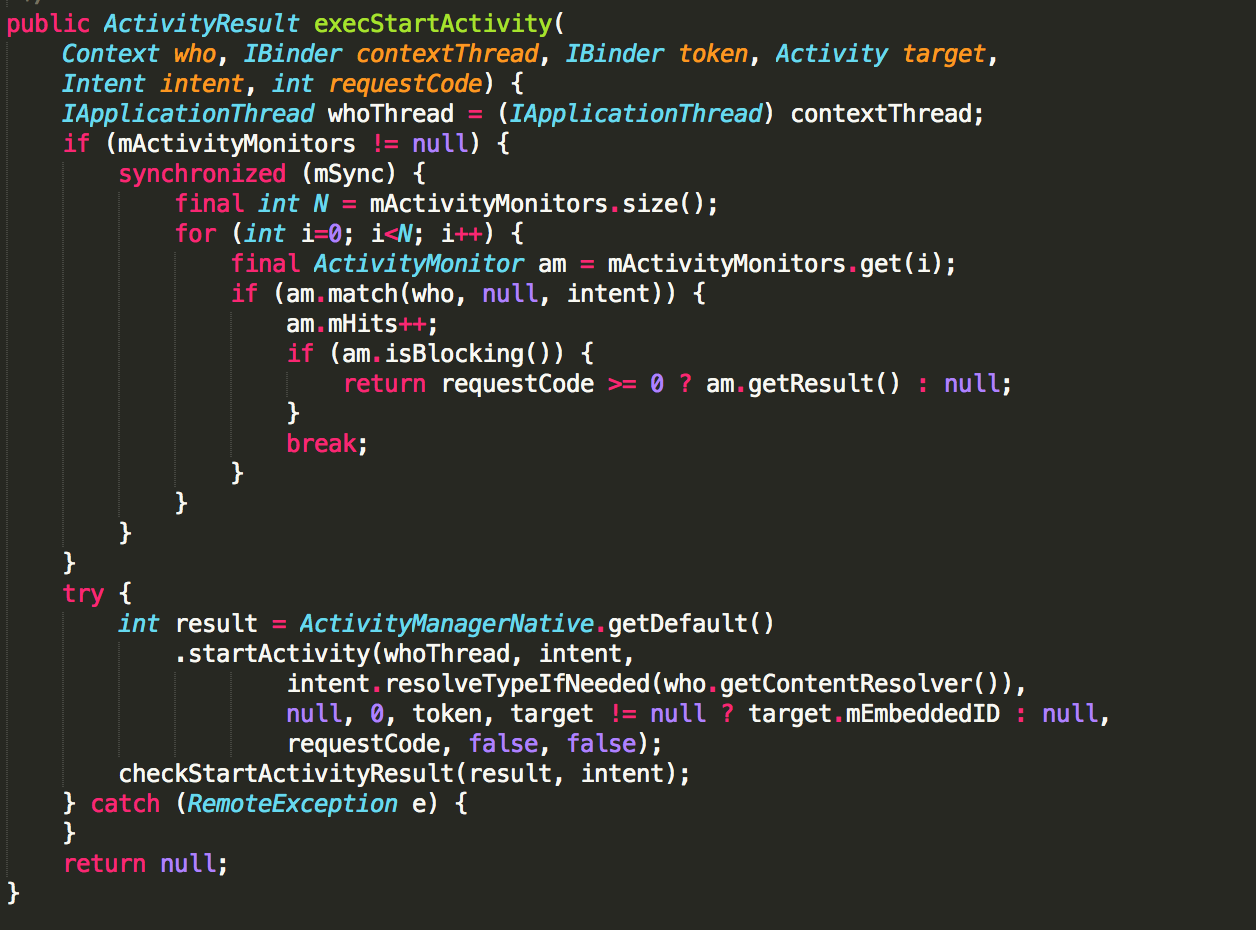 public ActivityResult execStartActivity(
    Context who, IBinder contextThread, IBinder token, Activity target,
    Intent intent, int requestCode) {
    IApplicationThread whoThread = (IApplicationThread) contextThread;
    if (mActivityMonitors != null) {
        synchronized (mSync) {
            final int N = mActivityMonitors.size();
            for (int i=0; i<N; i++) {
                final ActivityMonitor am = mActivityMonitors.get(i);
                if (am.match(who, null, intent)) {
                    am.mHits++;
                    if (am.isBlocking()) {
                        return requestCode >= 0 ? am.getResult() : null;
                    }
                    break;
                }
            }
        }
    }
    try {
        int result = ActivityManagerNative.getDefault()
            .startActivity(whoThread, intent,
                    intent.resolveTypeIfNeeded(who.getContentResolver()),
                    null, 0, token, target != null ? target.mEmbeddedID : null,
                    requestCode, false, false);
        checkStartActivityResult(result, intent);
    } catch (RemoteException e) {
    }
    return null;
}